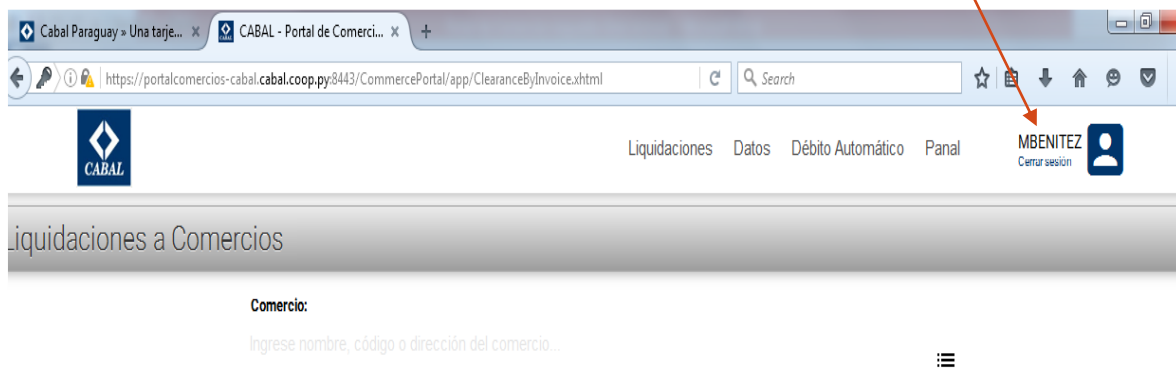 Cabal Paraguay » Una tarje... × CABAL - Portal de Comerci... × +
https://portalcomercios-cabal.cabal.coop.py:8443/CommercePortal/app/ClearanceByInvoice.xhtml Search
CABAL Liquidaciones Datos Débito Automático Panal MBENITEZ
Cerrar sesión
Liquidaciones a Comercios
Comercio:
Ingrese nombre, código o dirección del comercio...